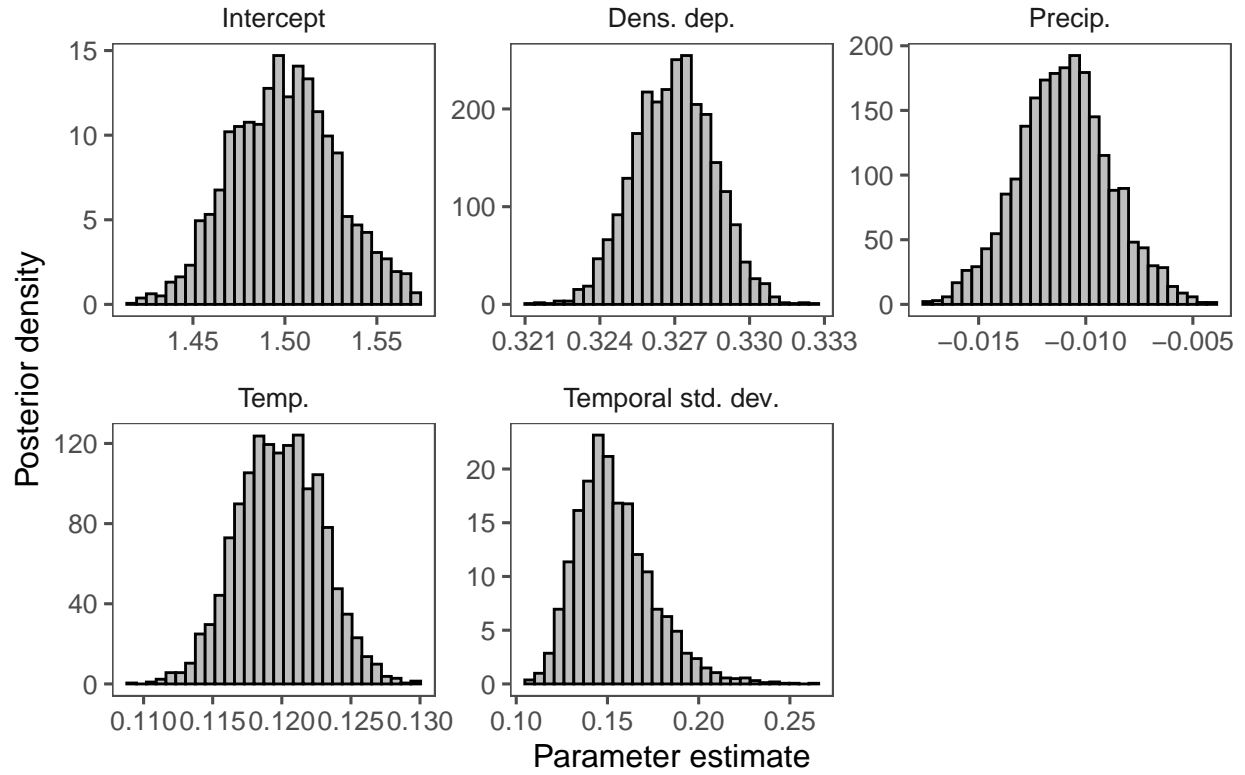 Intercept
Dens. dep.
Precip.
15
10
5
0
1.45 1.50 1.55
200
100
0
0.321 0.324 0.327 0.330 0.333
200
150
100
50
0
−0.015 −0.010 −0.005
Posterior density
Temp.
Temporal std. dev.
120
80
40
0
0.110 0.115 0.120 0.125 0.130
20
15
10
5
0
0.10 0.15 0.20 0.25
Parameter estimate